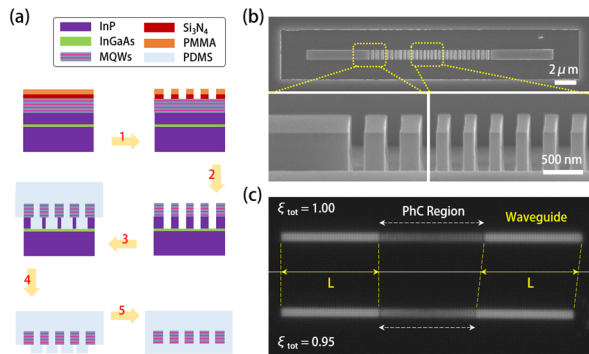 (a)
InP
Si₃N₄
InGaAs
PMMA
MQWs
PDMS
1
2
3
4
5
(b)
2 μm
500 nm
(c)
ξtot = 1.00
PhC Region
Waveguide
L
L
ξtot = 0.95